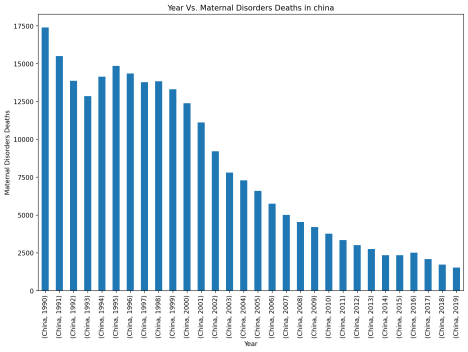 Year Vs. Maternal Disorders Deaths in china
Maternal Disorders Deaths
17500
15000
12500
10000
7500
5000
2500
0
(China, 1990)
(China, 1991)
(China, 1992)
(China, 1993)
(China, 1994)
(China, 1995)
(China, 1996)
(China, 1997)
(China, 1998)
(China, 1999)
(China, 2000)
(China, 2001)
(China, 2002)
(China, 2003)
(China, 2004)
(China, 2005)
(China, 2006)
(China, 2007)
(China, 2008)
(China, 2009)
(China, 2010)
(China, 2011)
(China, 2012)
(China, 2013)
(China, 2014)
(China, 2015)
(China, 2016)
(China, 2017)
(China, 2018)
(China, 2019)
Year